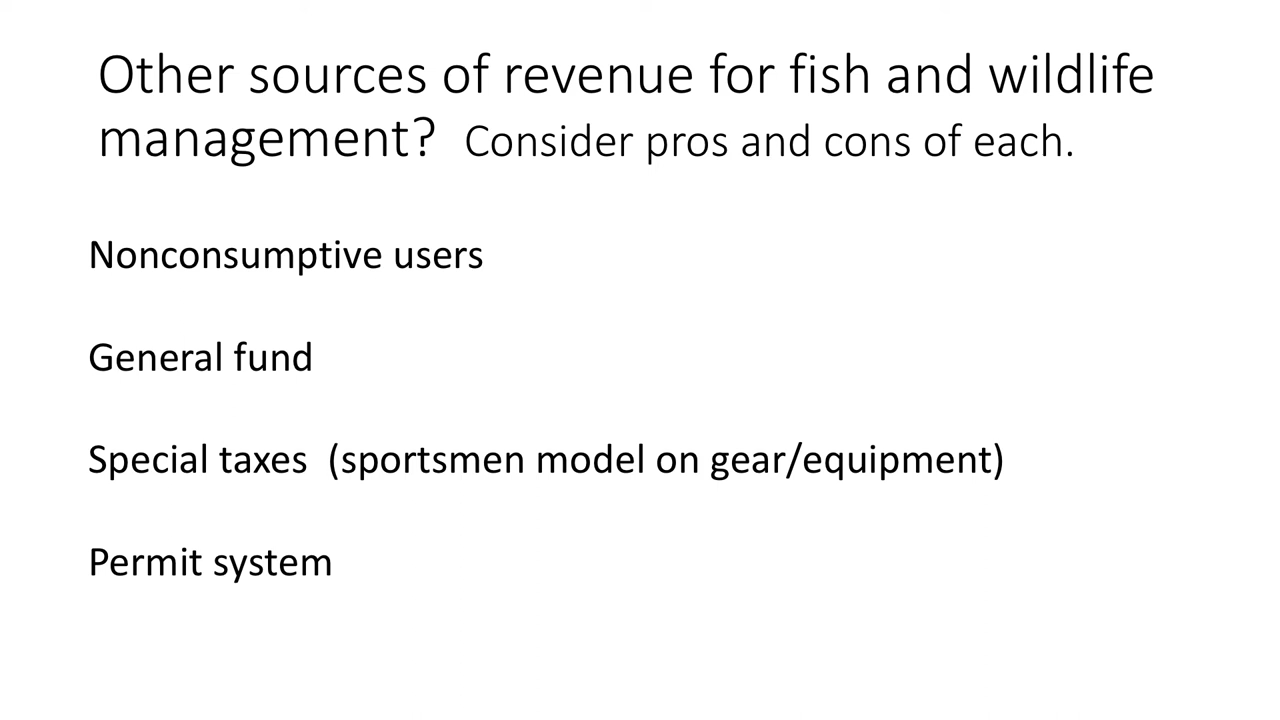 Other sources of revenue for fish and wildlife
management? Consider pros and cons of each.
Nonconsumptive users
General fund
Special taxes (sportsmen model on gear/equipment)
Permit system